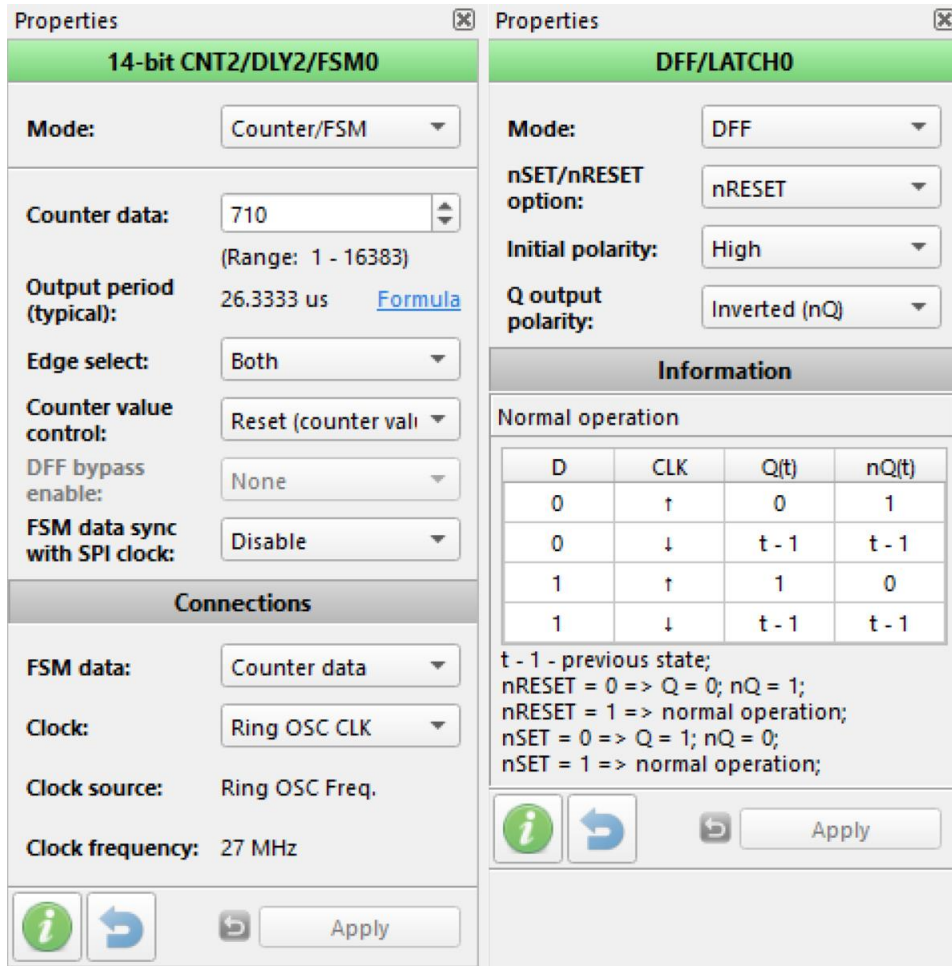 Properties
14-bit CNT2/DLY2/FSM0
Mode: Counter/FSM
Counter data: 710
(Range: 1 - 16383)
Output period
(typical): 26.3333 us Formula
Edge select: Both
Counter value
control: Reset (counter valu
DFF bypass
enable: None
FSM data sync
with SPI clock: Disable
Connections
FSM data: Counter data
Clock: Ring OSC CLK
Clock source: Ring OSC Freq.
Clock frequency: 27 MHz
Apply
Properties
DFF/LATCH0
Mode: DFF
nSET/nRESET
option: nRESET
Initial polarity: High
Q output
polarity: Inverted (nQ)
Information
Normal operation
D CLK Q(t) nQ(t)
0 ↑ 0 1
0 ↓ t - 1 t - 1
1 ↑ 1 0
1 ↓ t - 1 t - 1
t - 1 - previous state;
nRESET = 0 => Q = 0; nQ = 1;
nRESET = 1 => normal operation;
nSET = 0 => Q = 1; nQ = 0;
nSET = 1 => normal operation;
Apply